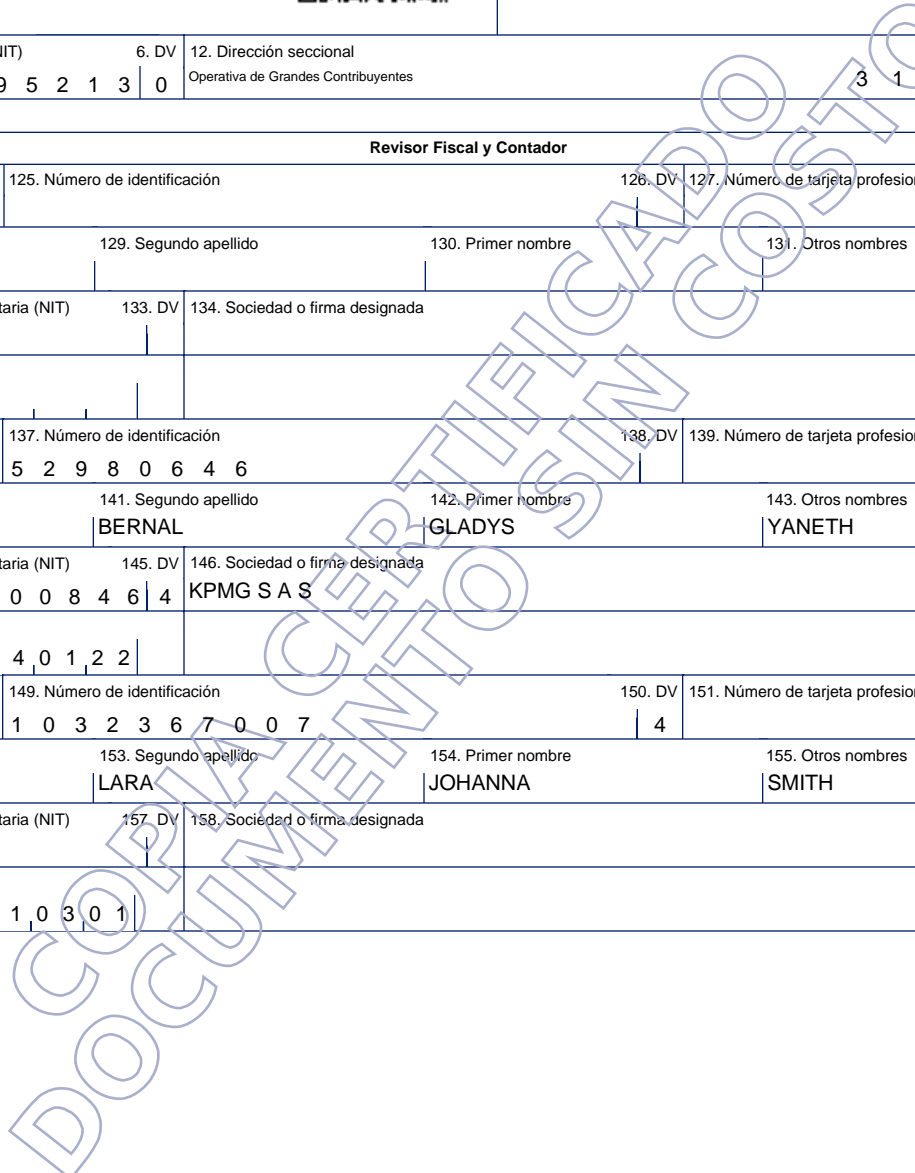 NIT) 6. DV 12. Dirección seccional
9 5 2 1 3 0 Operativa de Grandes Contribuyentes 3 1
Revisor Fiscal y Contador
125. Número de identificación 126. DV 127. Número de tarjeta profesion
129. Segundo apellido 130. Primer nombre 131. Otros nombres
taria (NIT) 133. DV 134. Sociedad o firma designada
137. Número de identificación 138. DV 139. Número de tarjeta profesion
5 2 9 8 0 6 4 6
141. Segundo apellido 142. Primer nombre 143. Otros nombres
BERNAL GLADYS YANETH
taria (NIT) 145. DV 146. Sociedad o firma designada
0 0 8 4 6 4 KPMG S A S
4 0 1 2 2
149. Número de identificación 150. DV 151. Número de tarjeta profesion
1 0 3 2 3 6 7 0 0 7 4
153. Segundo apellido 154. Primer nombre 155. Otros nombres
LARA JOHANNA SMITH
taria (NIT) 157. DV 158. Sociedad o firma designada
1 0 3 0 1
COPIA CERTIFICADO
DOCUMENTO SIN COSTO